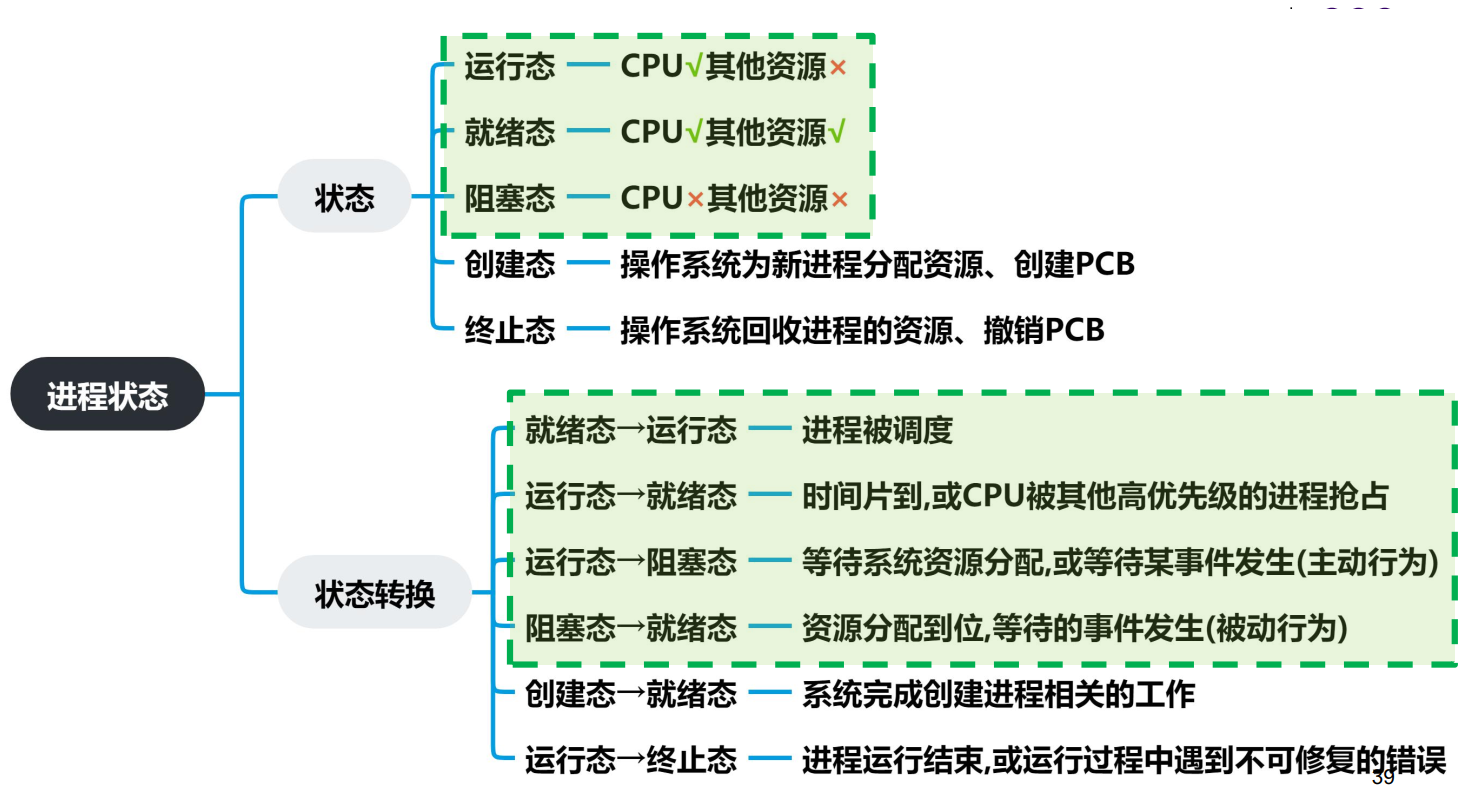 运行态 CPU√其他资源×
就绪态 CPU√其他资源√
状态
阻塞态 CPU×其他资源×
创建态 操作系统为新进程分配资源、创建PCB
终止态 操作系统回收进程的资源、撤销PCB
进程状态
就绪态→运行态 进程被调度
运行态→就绪态 时间片到,或CPU被其他高优先级的进程抢占
运行态→阻塞态 等待系统资源分配,或等待某事件发生(主动行为)
状态转换
阻塞态→就绪态 资源分配到位,等待的事件发生(被动行为)
创建态→就绪态 系统完成创建进程相关的工作
运行态→终止态 进程运行结束,或运行过程中遇到不可修复的错误
39